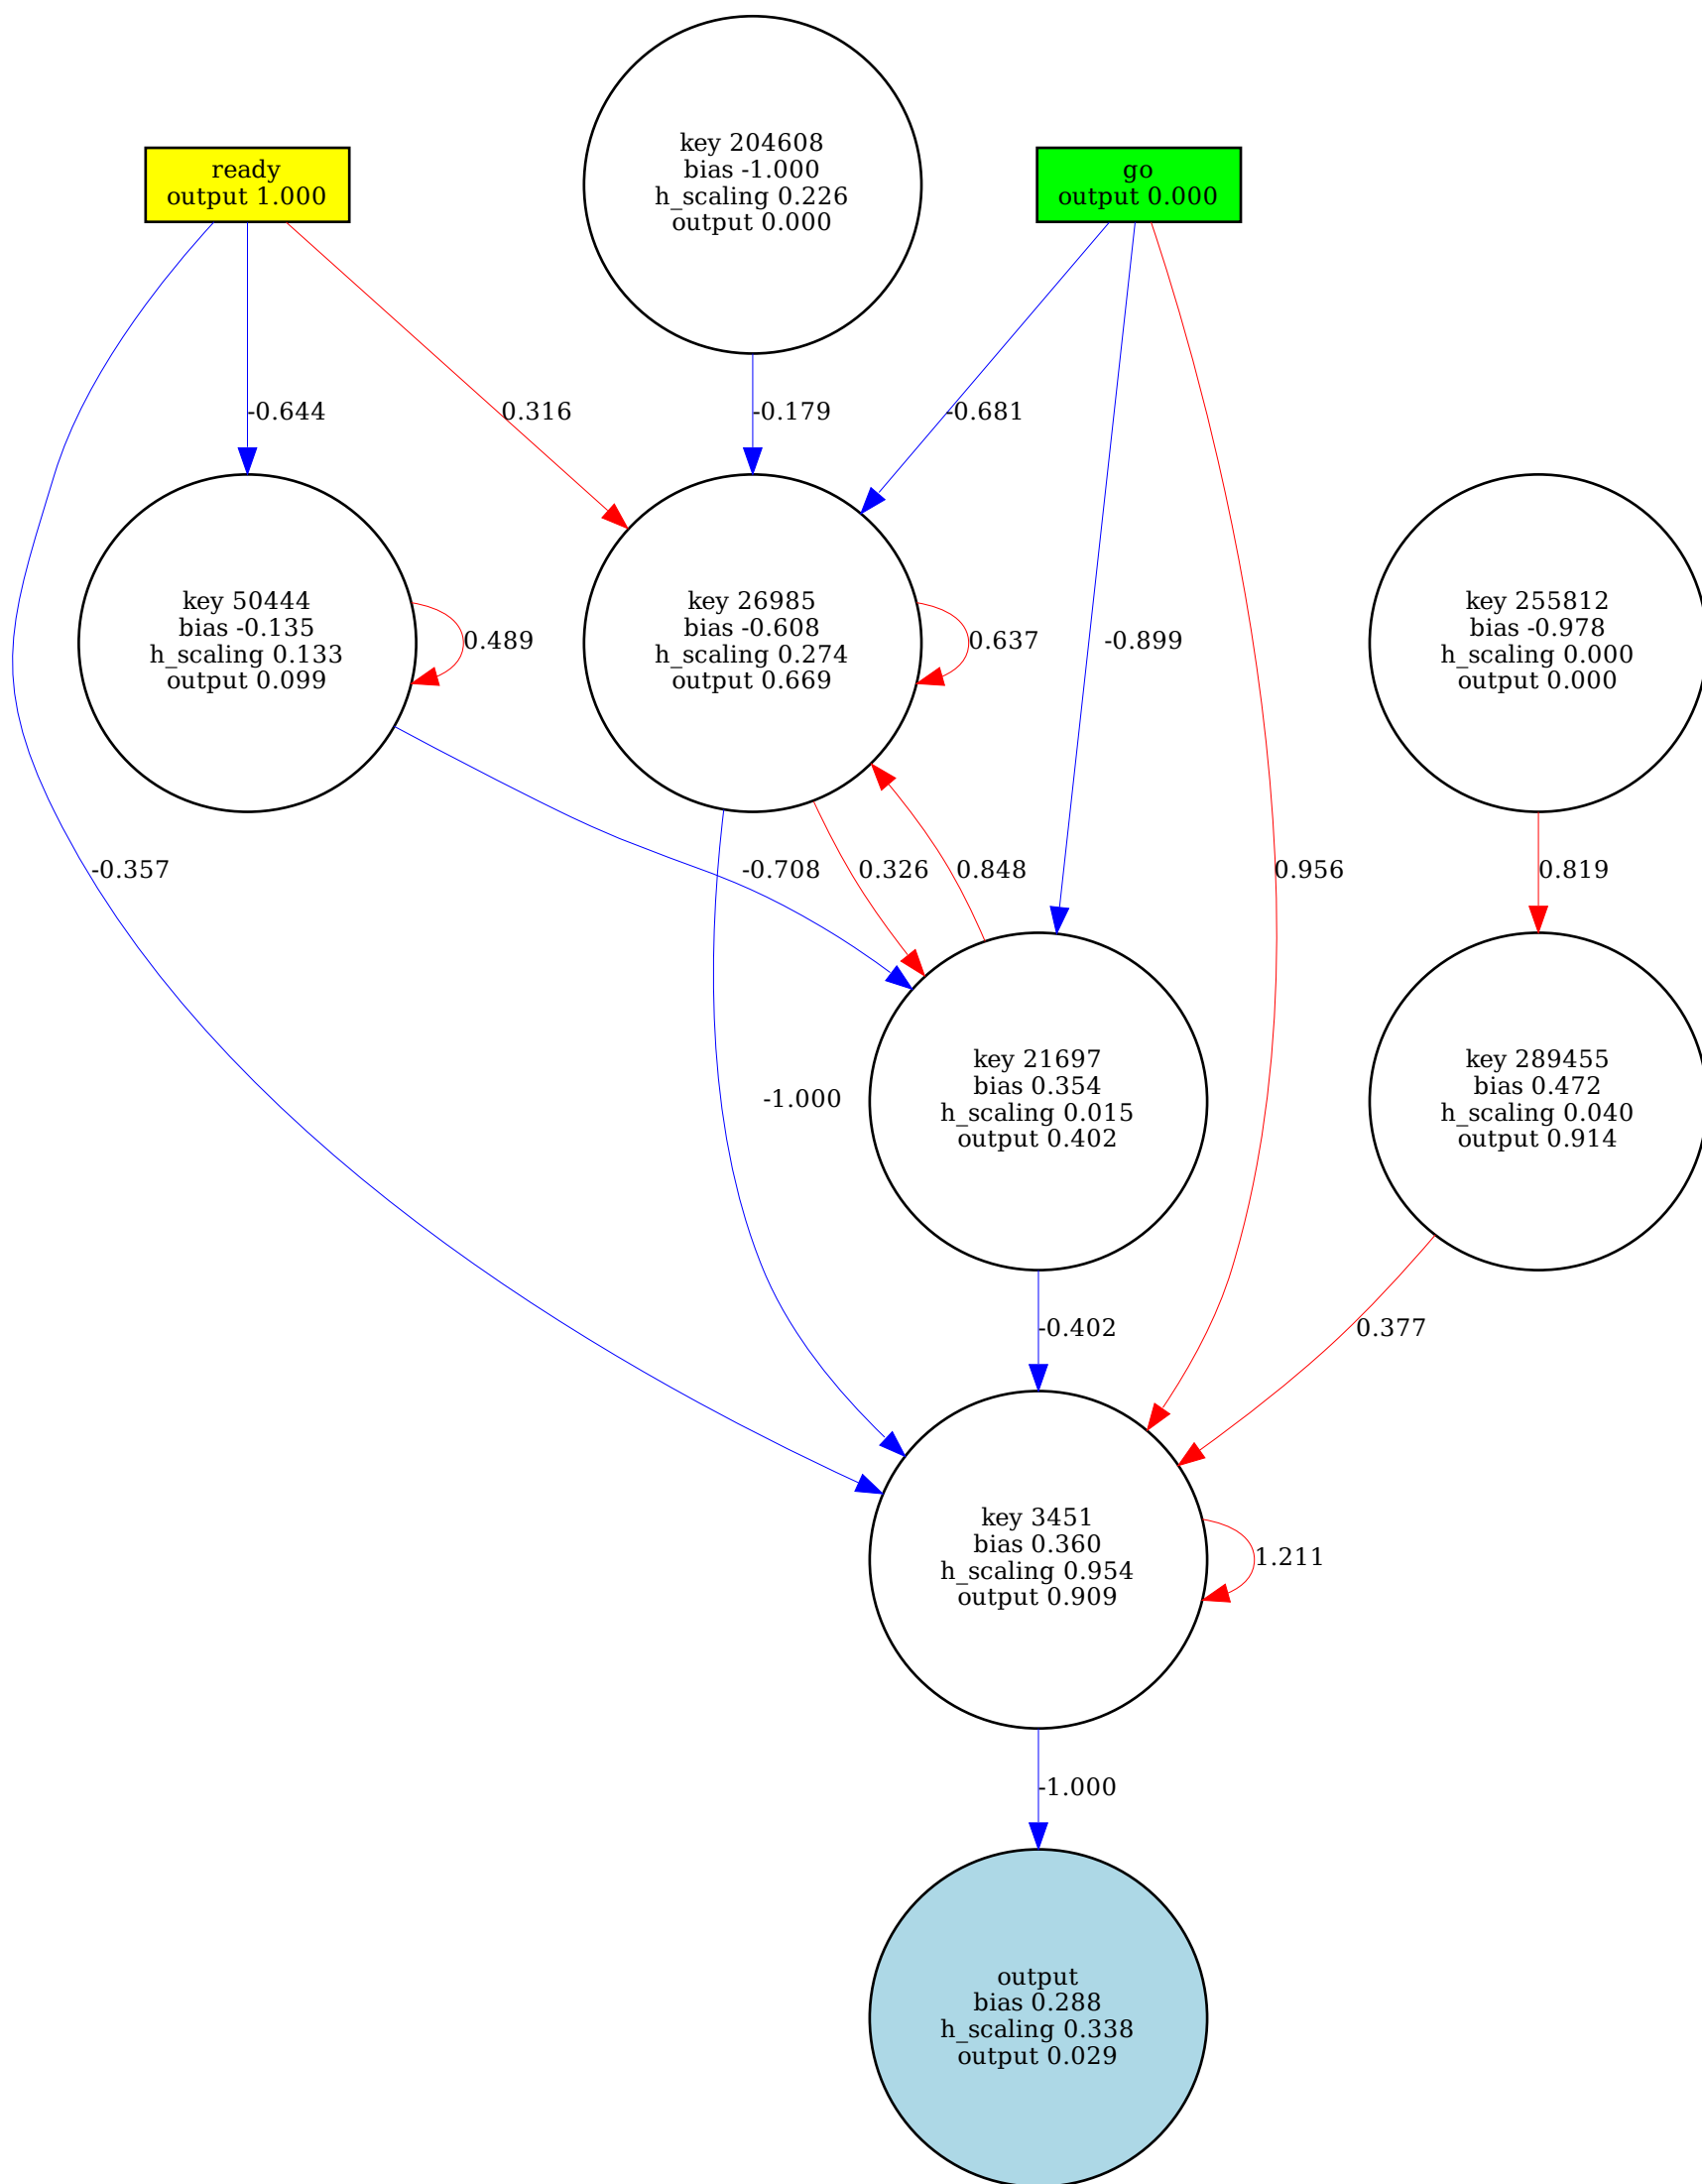 key 204608
bias -1.000
h_scaling 0.226
output 0.000
ready
output 1.000
go
output 0.000
-0.644
0.316
-0.179
-0.681
key 50444
bias -0.135
h_scaling 0.133
output 0.099
0.489
key 26985
bias -0.608
h_scaling 0.274
output 0.669
0.637
-0.899
key 255812
bias -0.978
h_scaling 0.000
output 0.000
-0.357
-0.708
0.326
0.848
0.956
0.819
-1.000
key 21697
bias 0.354
h_scaling 0.015
output 0.402
key 289455
bias 0.472
h_scaling 0.040
output 0.914
-0.402
0.377
key 3451
bias 0.360
h_scaling 0.954
output 0.909
1.211
-1.000
output
bias 0.288
h_scaling 0.338
output 0.029